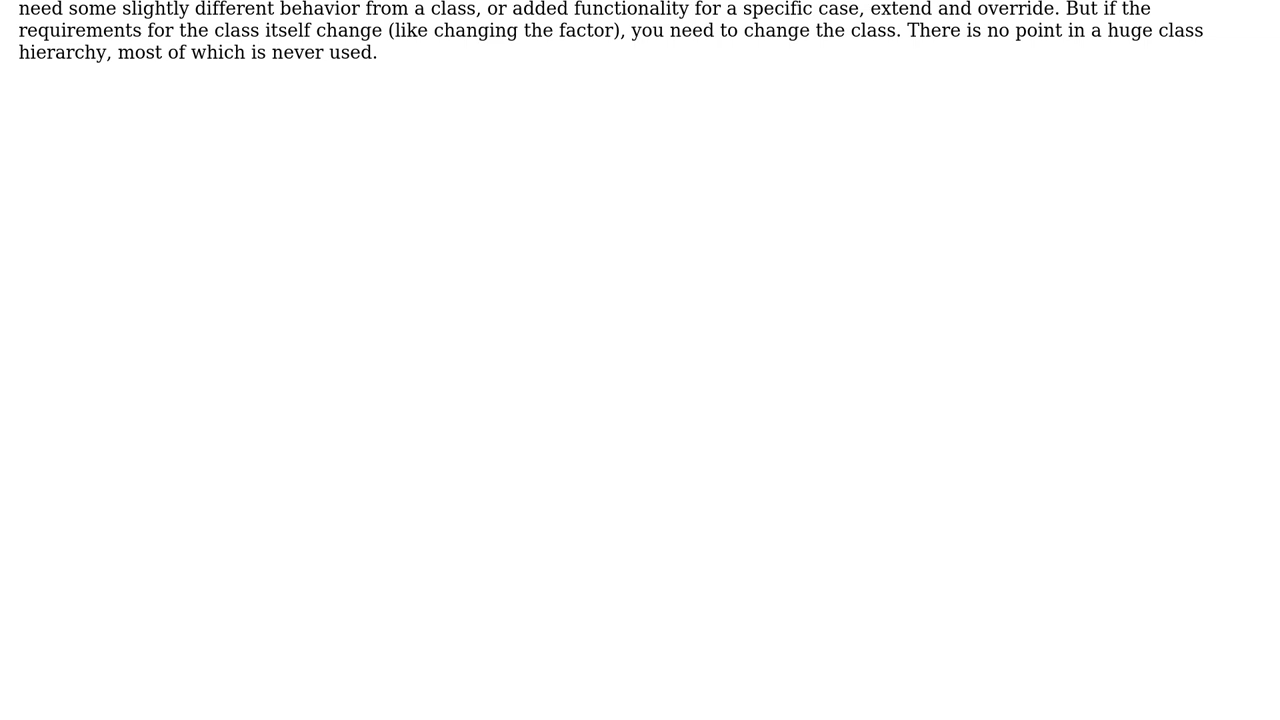 need some slightly different behavior from a class, or added functionality for a specific case, extend and override. But if the
requirements for the class itself change (like changing the factor), you need to change the class. There is no point in a huge class
hierarchy, most of which is never used.